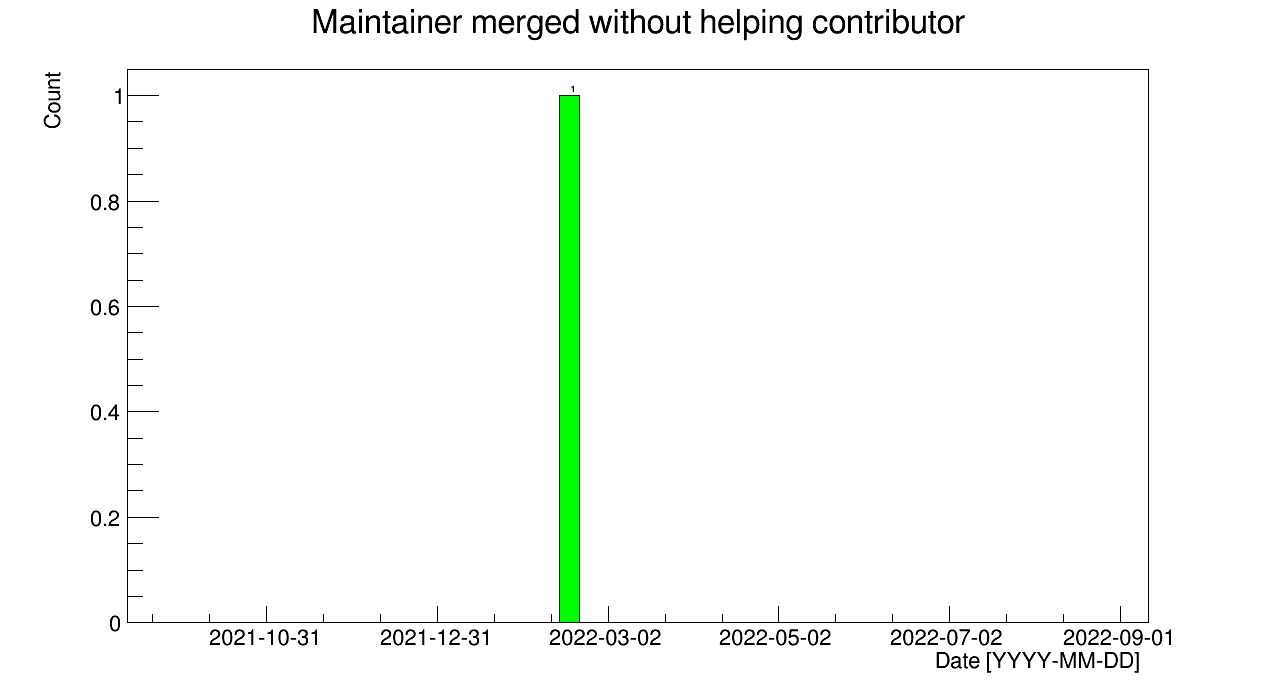 Maintainer merged without helping contributor
Count
1
1
0.8
0.6
0.4
0.2
0
2021-10-31 2021-12-31 2022-03-02 2022-05-02 2022-07-02 2022-09-01
Date [YYYY-MM-DD]